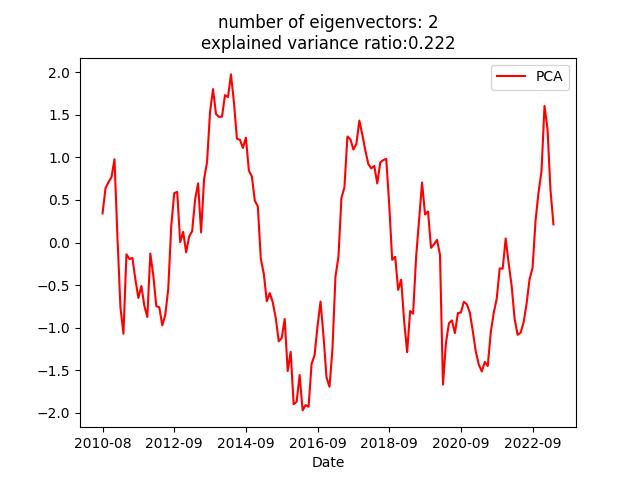 number of eigenvectors: 2
explained variance ratio:0.222
PCA
2.0
1.5
1.0
0.5
0.0
−0.5
−1.0
−1.5
−2.0
2010-08 2012-09 2014-09 2016-09 2018-09 2020-09 2022-09
Date